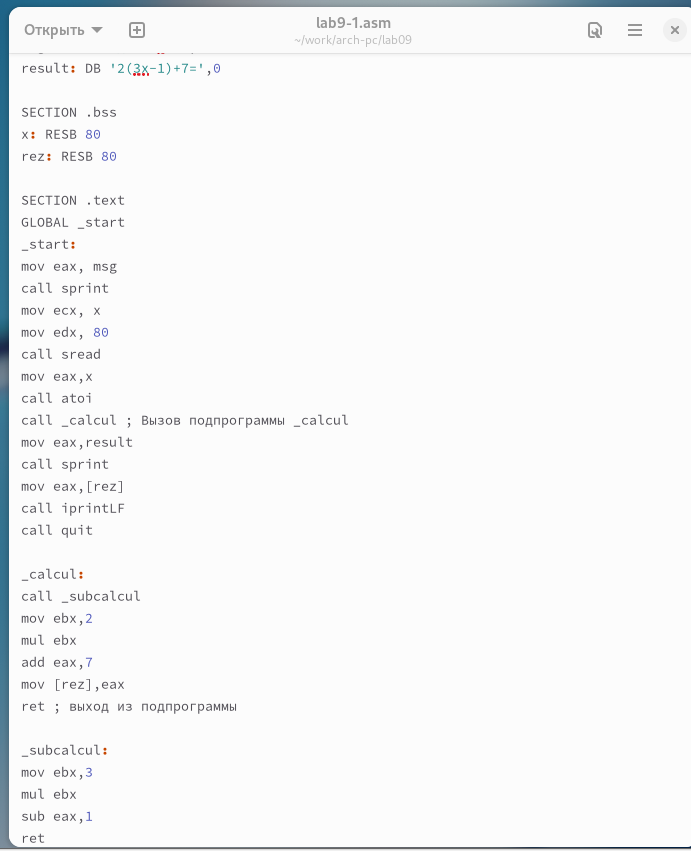 Открыть
lab9-1.asm
~/work/arch-pc/lab09
result: DB '2(3x-1)+7=',0
SECTION .bss
x: RESB 80
rez: RESB 80
SECTION .text
GLOBAL _start
_start:
mov eax, msg
call sprint
mov ecx, x
mov edx, 80
call sread
mov eax,x
call atoi
call _calcul ; Вызов подпрограммы _calcul
mov eax,result
call sprint
mov eax,[rez]
call iprintLF
call quit
_calcul:
call _subcalcul
mov ebx,2
mul ebx
add eax,7
mov [rez],eax
ret ; выход из подпрограммы
_subcalcul:
mov ebx,3
mul ebx
sub eax,1
ret